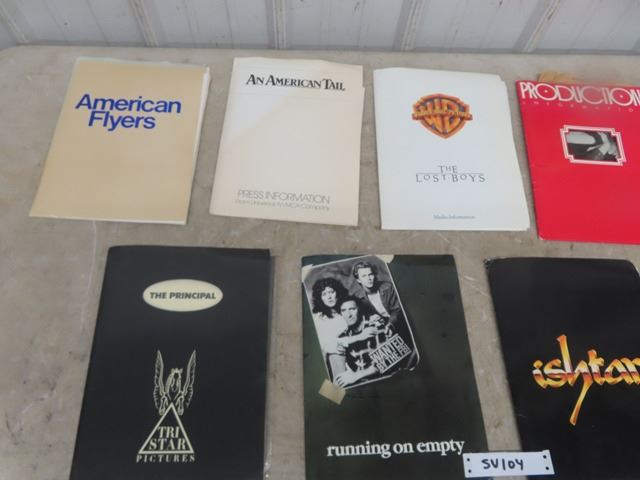 American
Flyers
AN AMERICAN TAIL
PRESS INFORMATION
From Universal An MCA Company
THE
LOST BOYS
Media Information
PRODUCTION
INFORMATION
THE PRINCIPAL
TRI
STAR
PICTURES
WANTED
BY THE FBI
running on empty
ishtar
SV104